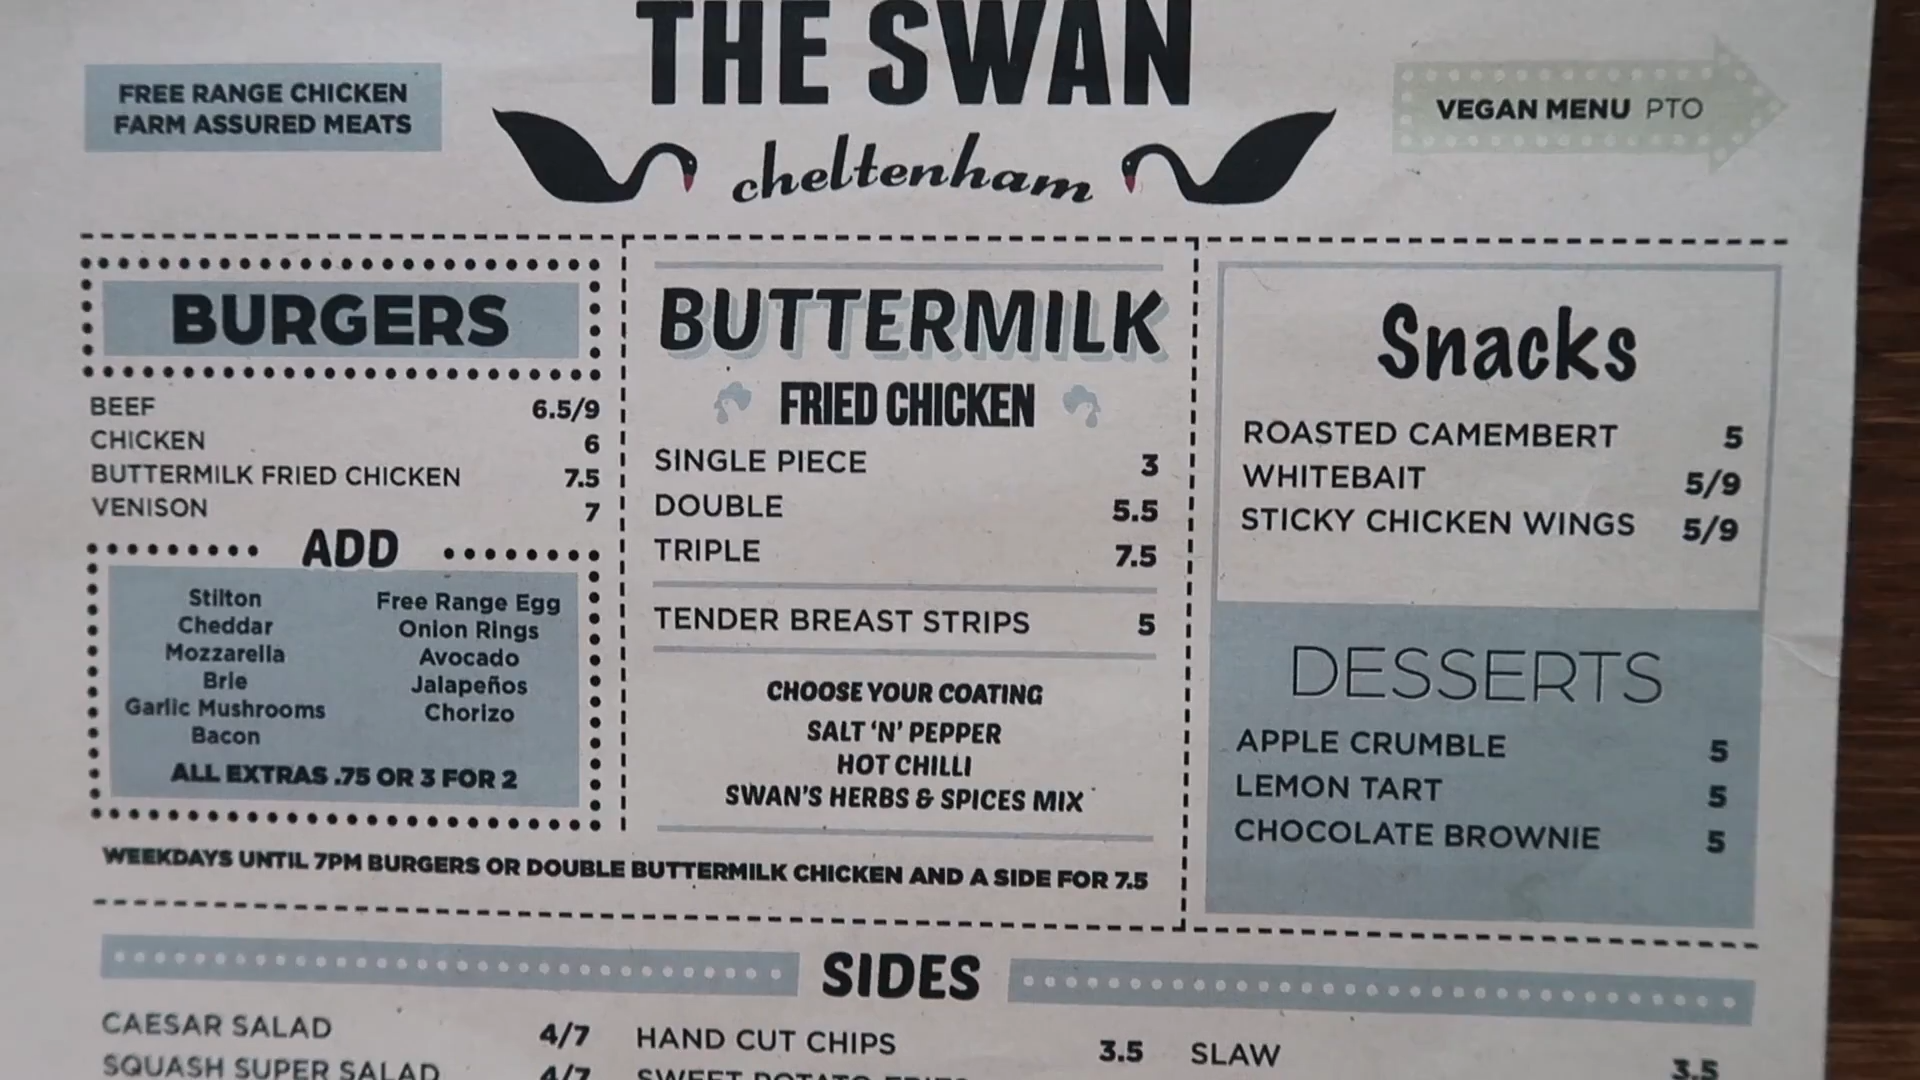 THE SWAN
cheltenham
FREE RANGE CHICKEN
FARM ASSURED MEATS
VEGAN MENU PTO
BURGERS
BEEF 6.5/9
CHICKEN 6
BUTTERMILK FRIED CHICKEN 7.5
VENISON 7
ADD
Stilton
Cheddar
Mozzarella
Brie
Garlic Mushrooms
Bacon
Free Range Egg
Onion Rings
Avocado
Jalapeños
Chorizo
ALL EXTRAS .75 OR 3 FOR 2
BUTTERMILK
FRIED CHICKEN
SINGLE PIECE 3
DOUBLE 5.5
TRIPLE 7.5
TENDER BREAST STRIPS 5
CHOOSE YOUR COATING
SALT 'N' PEPPER
HOT CHILLI
SWAN'S HERBS & SPICES MIX
WEEKDAYS UNTIL 7PM BURGERS OR DOUBLE BUTTERMILK CHICKEN AND A SIDE FOR 7.5
Snacks
ROASTED CAMEMBERT 5
WHITEBAIT 5/9
STICKY CHICKEN WINGS 5/9
DESSERTS
APPLE CRUMBLE 5
LEMON TART 5
CHOCOLATE BROWNIE 5
SIDES
CAESAR SALAD 4/7
SQUASH SUPER SALAD 4/7
HAND CUT CHIPS 3.5
SWEET POTATO FRIES
SLAW 3.5